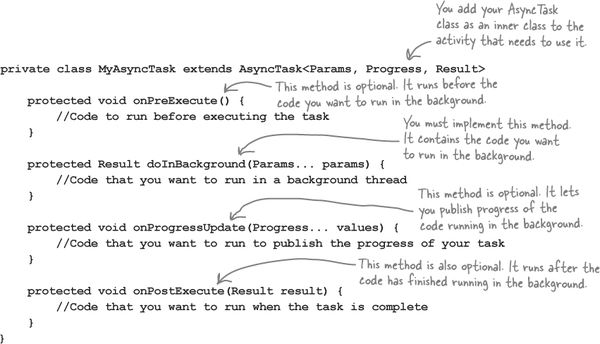 You add your AsyncTask
class as an inner class to the
activity that needs to use it.
private class MyAsyncTask extends AsyncTask<Params, Progress, Result>
This method is optional. It runs before the
code you want to run in the background.
protected void onPreExecute() {
//Code to run before executing the task
}
You must implement this method.
It contains the code you want
to run in the background.
protected Result doInBackground(Params... params) {
//Code that you want to run in a background thread
}
This method is optional. It lets
you publish progress of the
code running in the background.
protected void onProgressUpdate(Progress... values) {
//Code that you want to run to publish the progress of your task
}
This method is also optional. It runs after the
code has finished running in the background.
protected void onPostExecute(Result result) {
//Code that you want to run when the task is complete
}
}